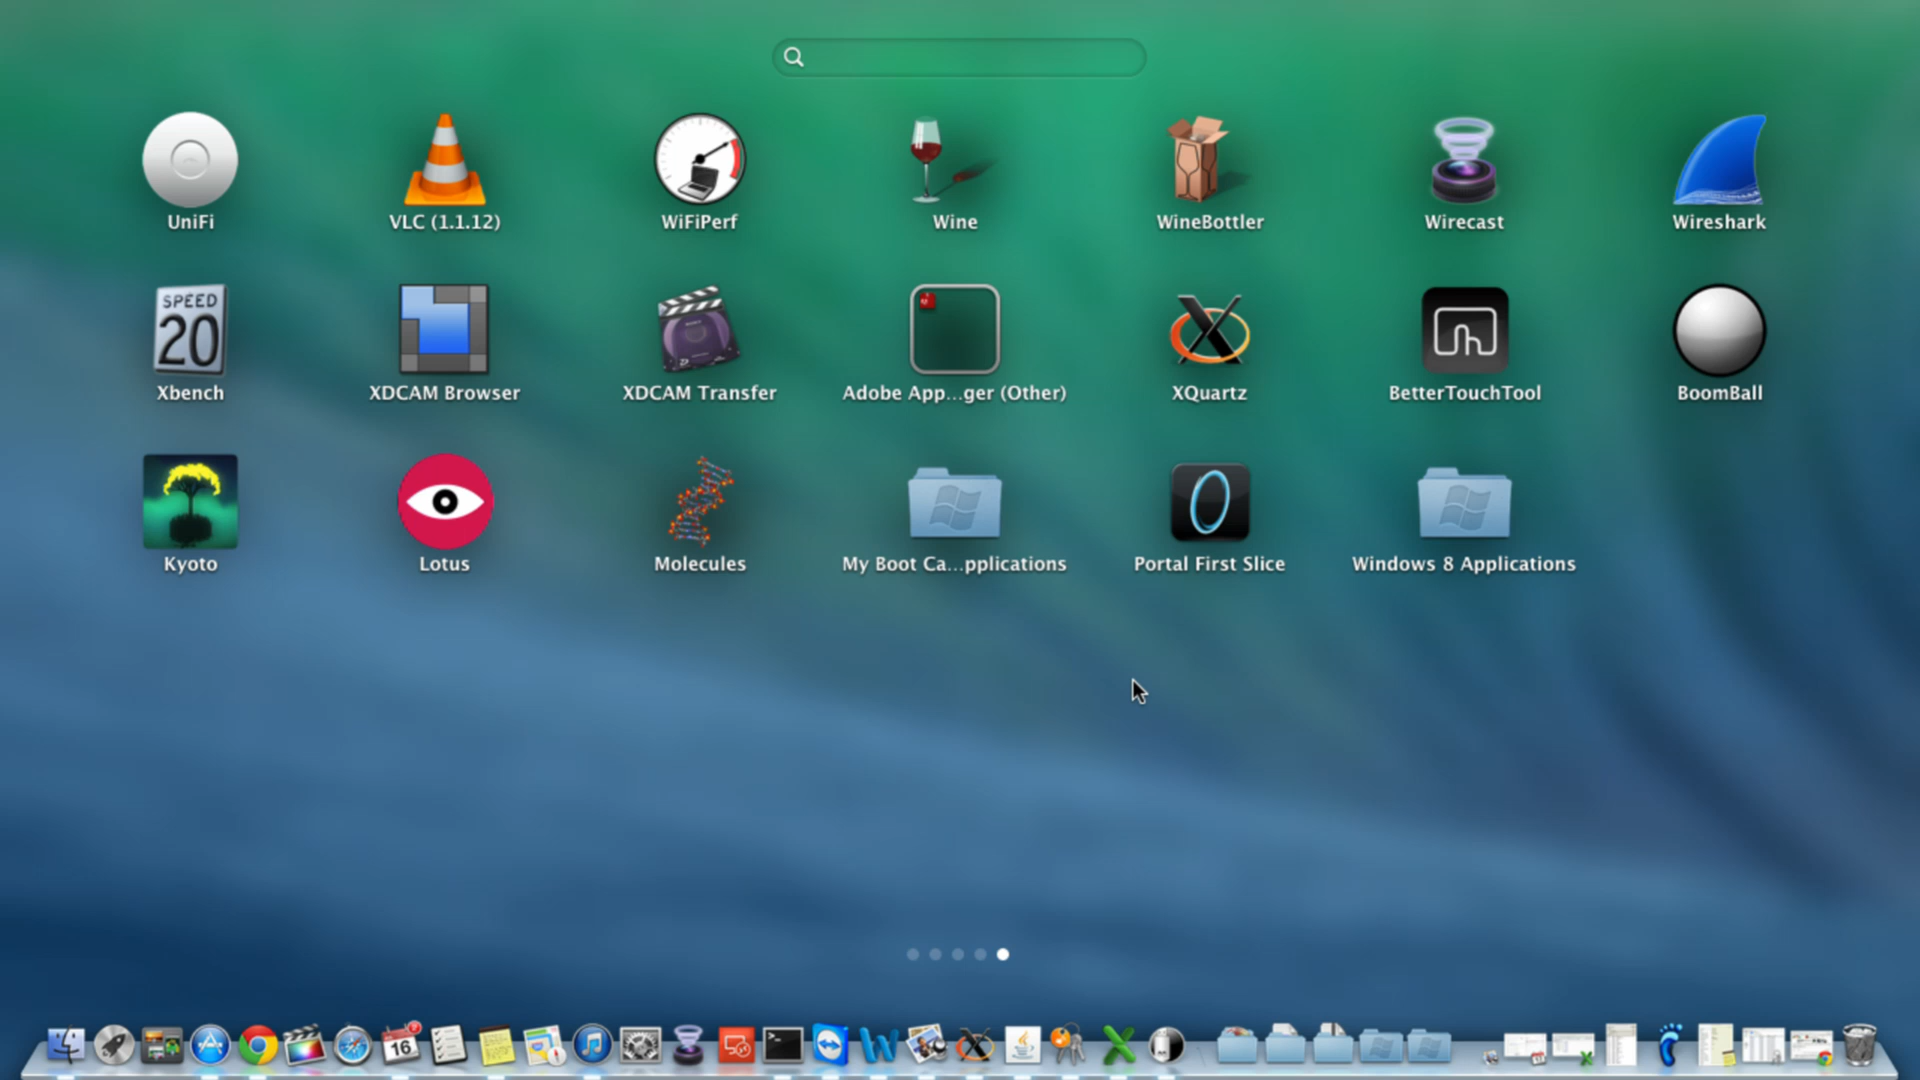 UniFi
VLC (1.1.12)
WiFiPerf
Wine
WineBottler
Wirecast
Wireshark
SPEED
20
Xbench
XDCAM Browser
XDCAM Transfer
Adobe App...ger (Other)
XQuartz
BetterTouchTool
BoomBall
Kyoto
Lotus
Molecules
My Boot Ca...pplications
Portal First Slice
Windows 8 Applications
16